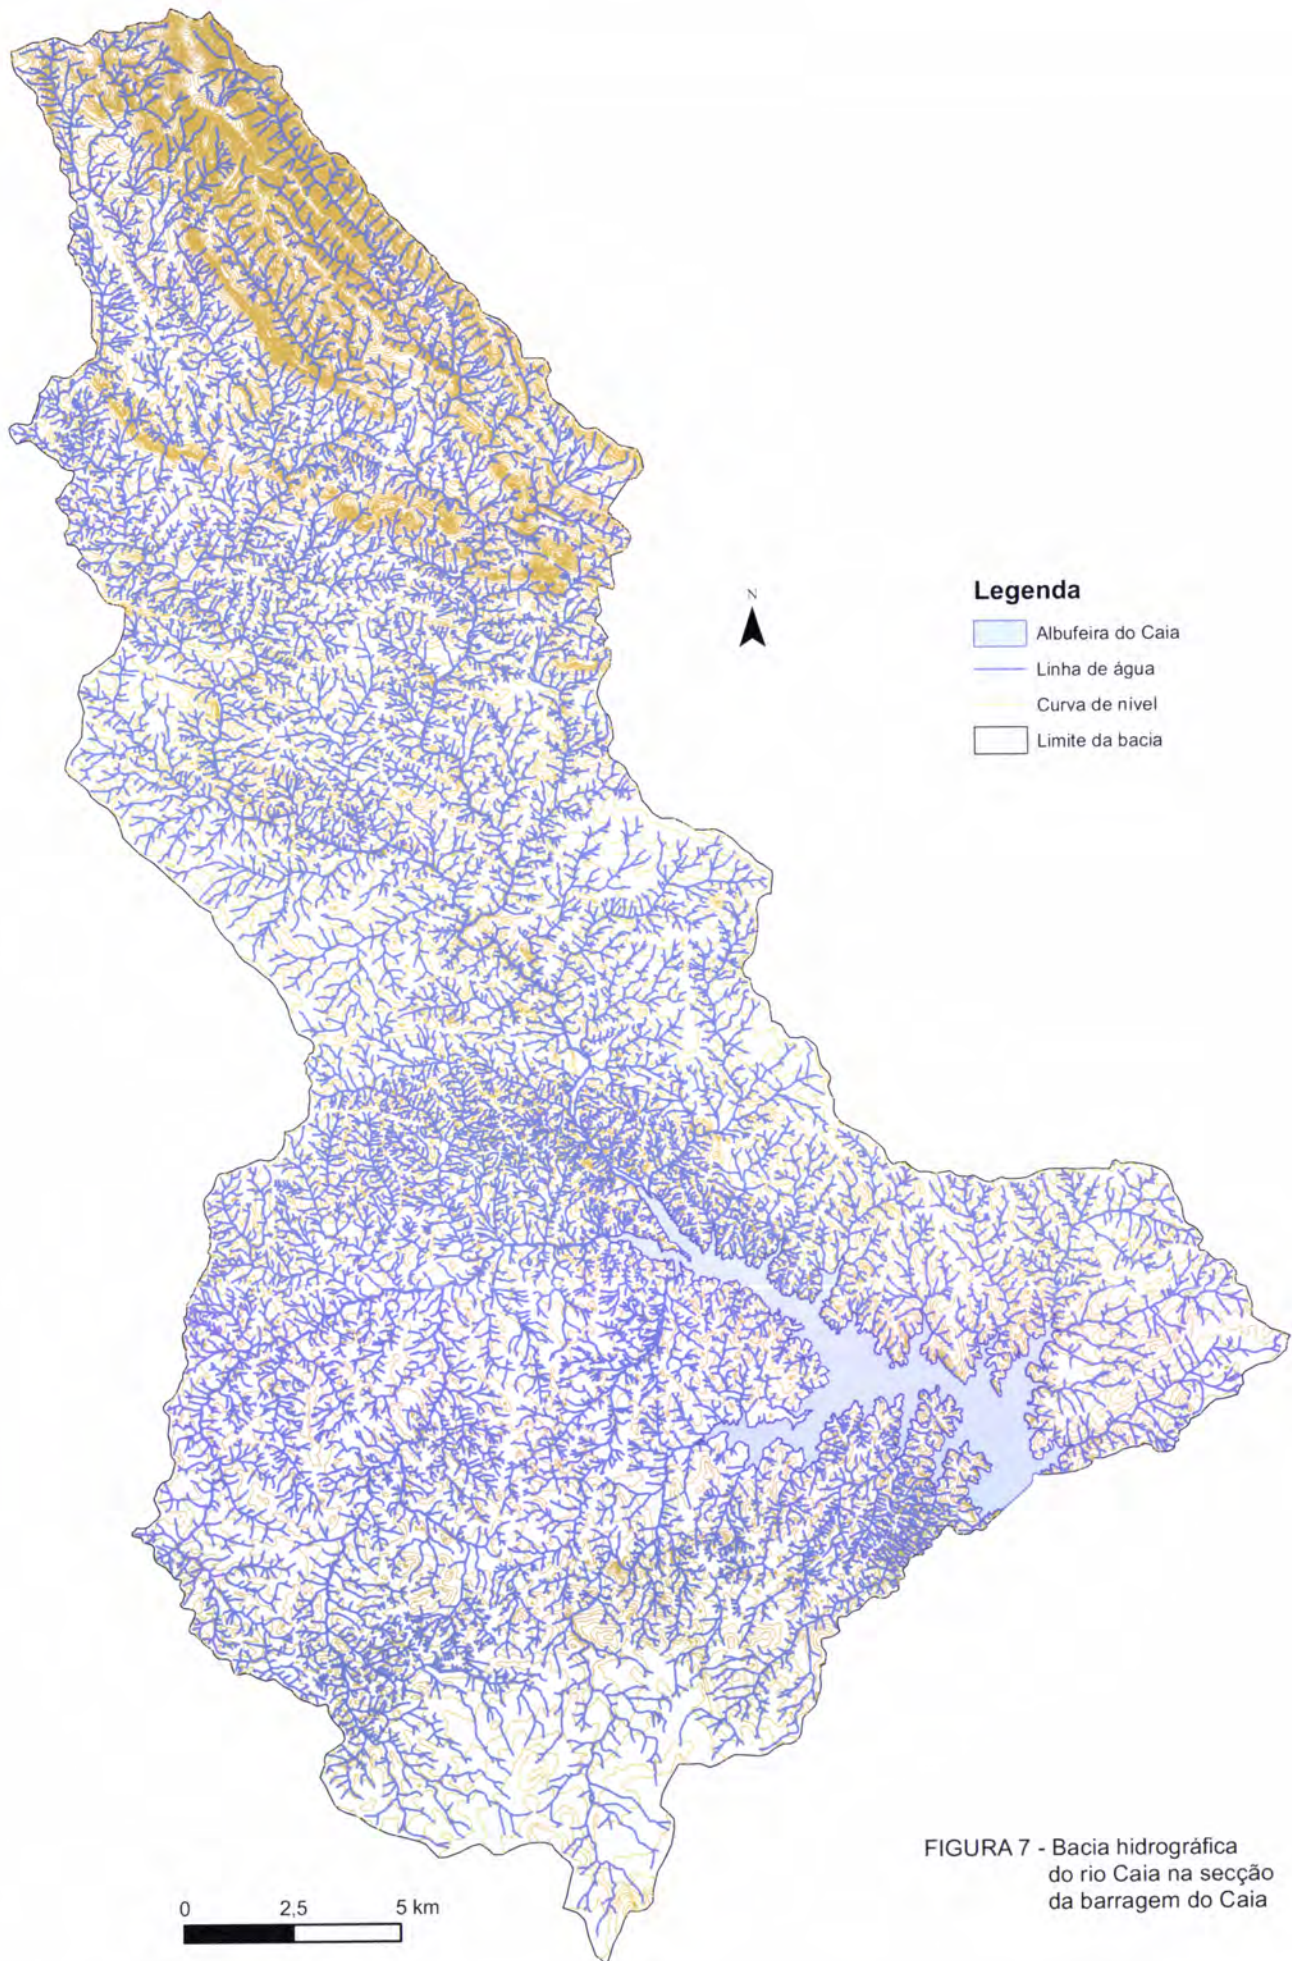 N
Legenda
Albufeira do Caia
Linha de água
Curva de nível
Limite da bacia
FIGURA 7 - Bacia hidrográfica
do rio Caia na secção
da barragem do Caia
0 2,5 5 km